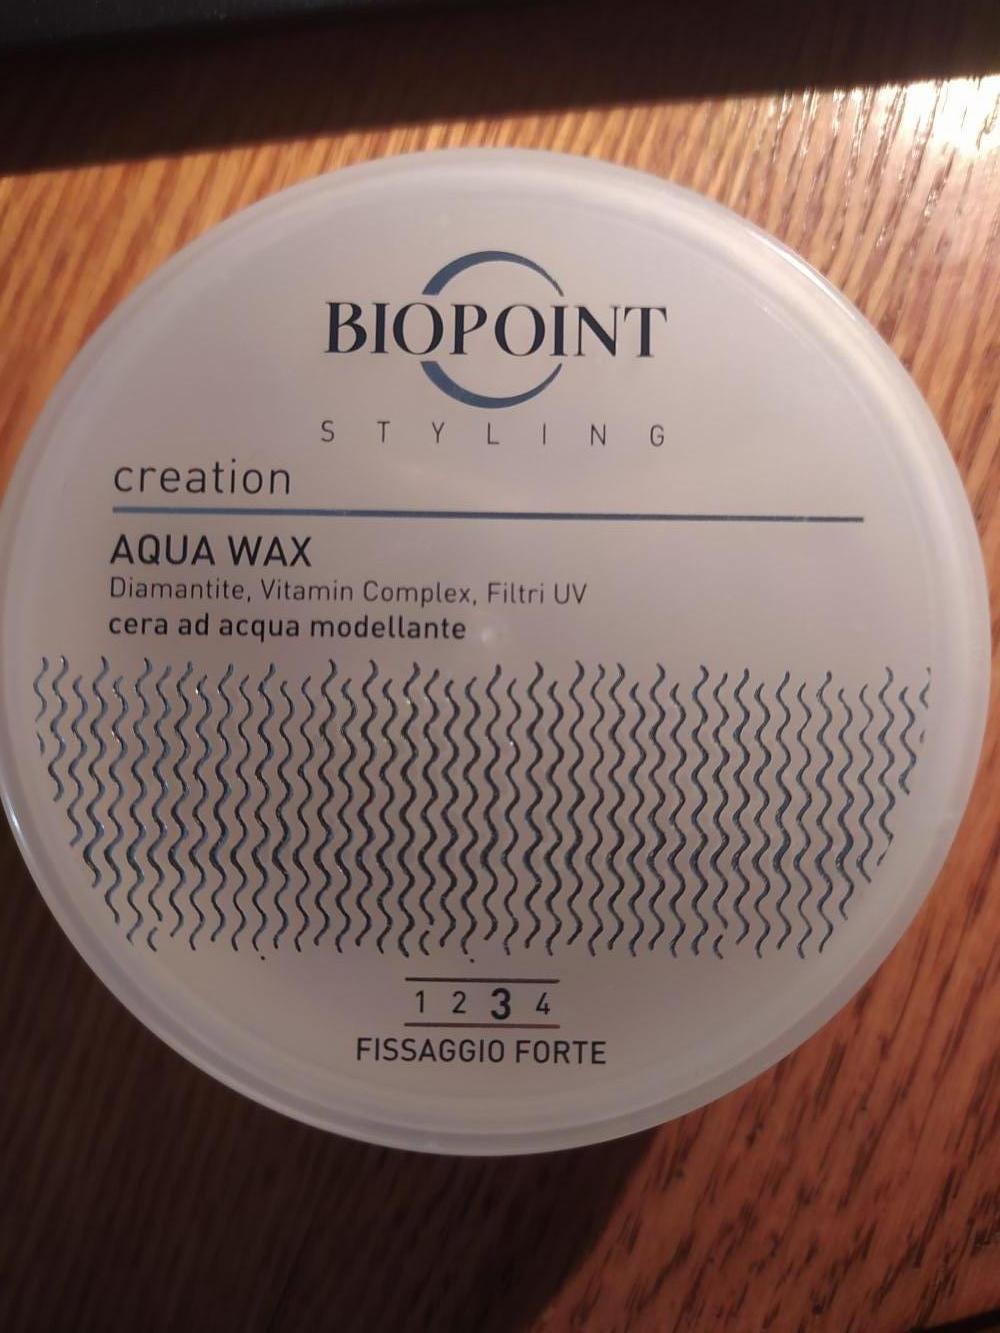 BIOPOINT
STYLING
creation
AQUA WAX
Diamantite, Vitamin Complex, Filtri UV
cera ad acqua modellante
1 2 3 4
FISSAGGIO FORTE